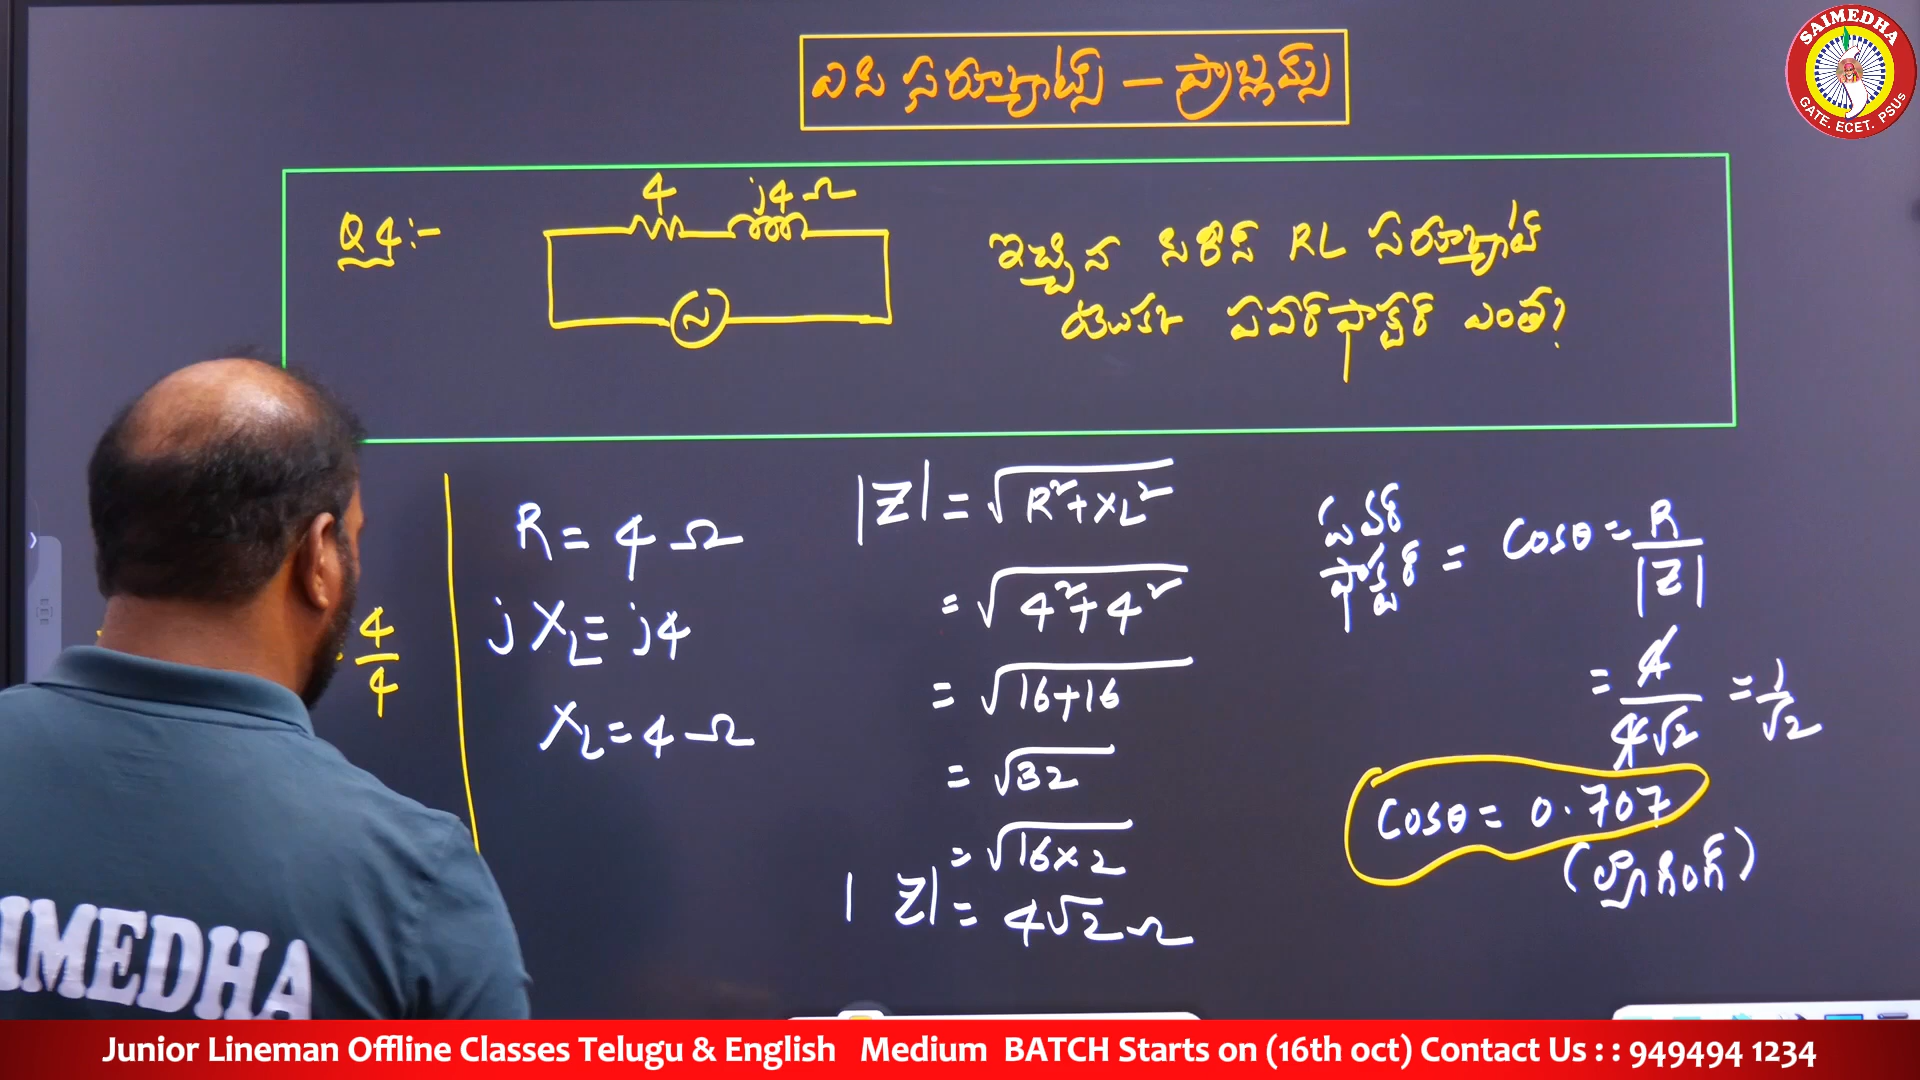 ఏసి సర్క్యూట్స్ – ప్రాబ్లమ్స్
SAIMEDHA
GATE. ECET. PSUs
Q4:-
4
j4Ω
ఇచ్చిన సిరీస్ RL సర్క్యూట్
యొక్క పవర్ ఫ్యాక్టర్ ఎంత?
4
4
R = 4 Ω
jXL = j4
XL = 4 Ω
|Z| = √R²+XL²
= √4²+4²
= √16+16
= √32
= √16×2
|Z| = 4√2 Ω
పవర్ ఫ్యాక్టర్ = Cosθ = R/|Z|
= 4/4√2 = 1/√2
Cosθ = 0.707
(లాగింగ్)
IMEDHA
Junior Lineman Offline Classes Telugu & English Medium BATCH Starts on (16th oct) Contact Us : : 949494 1234